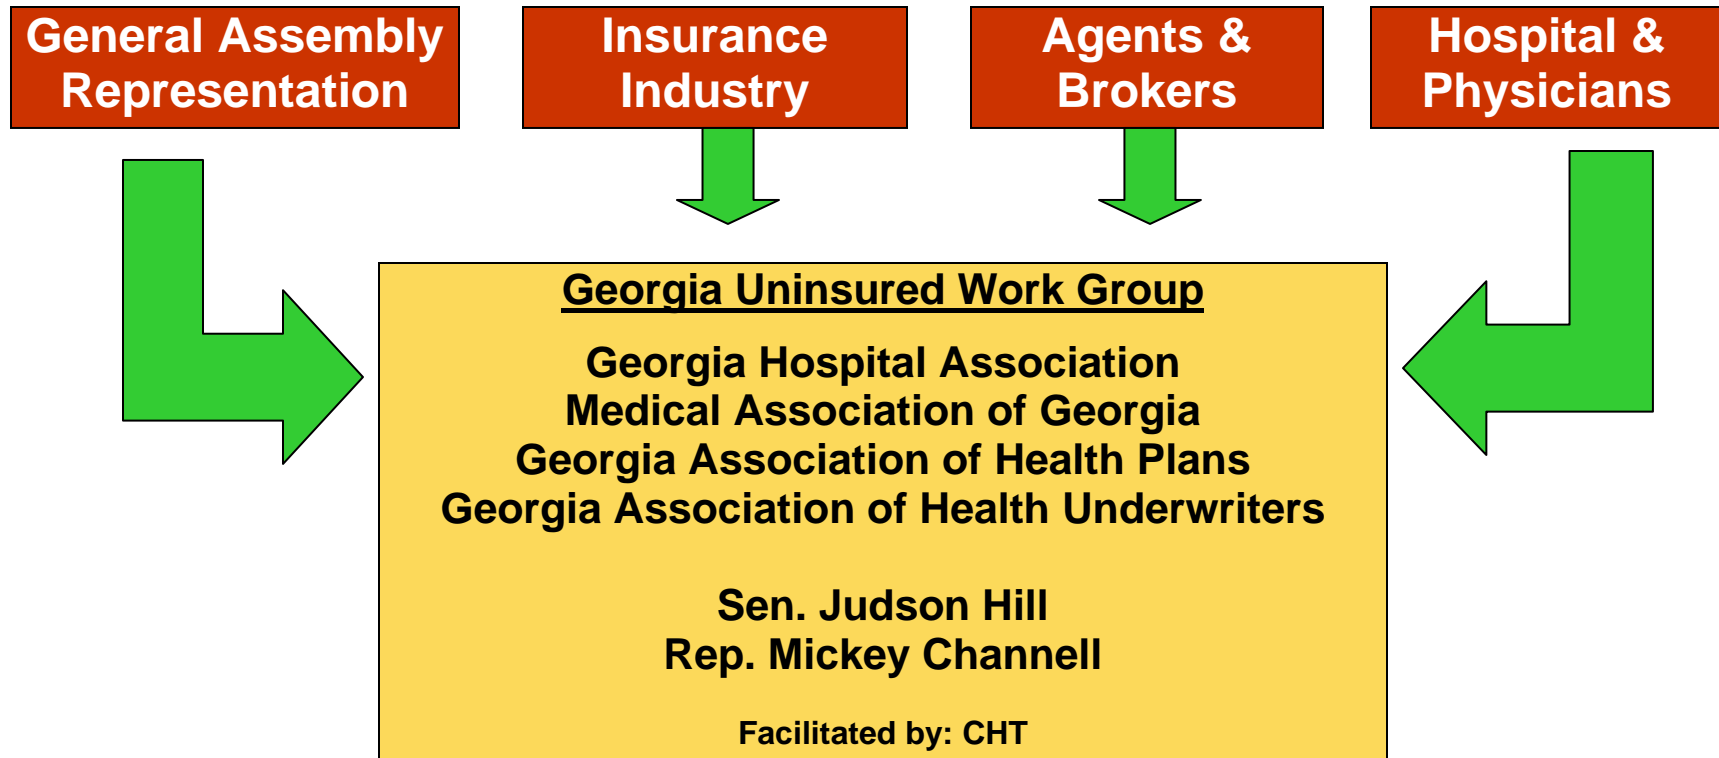 General Assembly
Representation
Insurance
Industry
Agents &
Brokers
Hospital &
Physicians
Georgia Uninsured Work Group
Georgia Hospital Association
Medical Association of Georgia
Georgia Association of Health Plans
Georgia Association of Health Underwriters
Sen. Judson Hill
Rep. Mickey Channell
Facilitated by: CHT